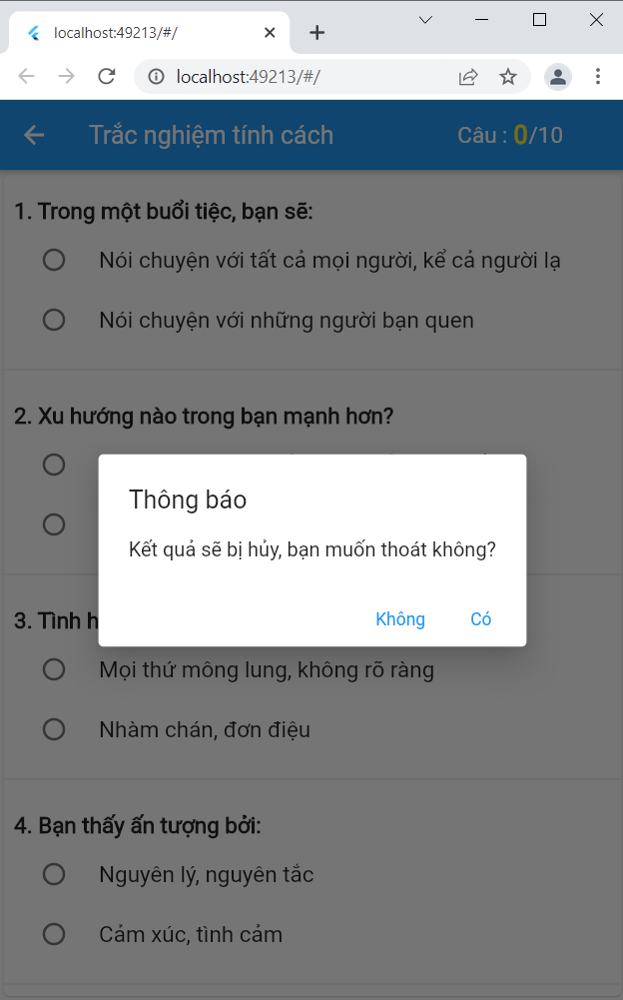 localhost:49213/#/
localhost:49213/#/
Trắc nghiệm tính cách
Câu : 0/10
1. Trong một buổi tiệc, bạn sẽ:
Nói chuyện với tất cả mọi người, kể cả người lạ
Nói chuyện với những người bạn quen
2. Xu hướng nào trong bạn mạnh hơn?
Thông báo
Kết quả sẽ bị hủy, bạn muốn thoát không?
Không Có
3. Tình h
Mọi thứ mông lung, không rõ ràng
Nhàm chán, đơn điệu
4. Bạn thấy ấn tượng bởi:
Nguyên lý, nguyên tắc
Cảm xúc, tình cảm